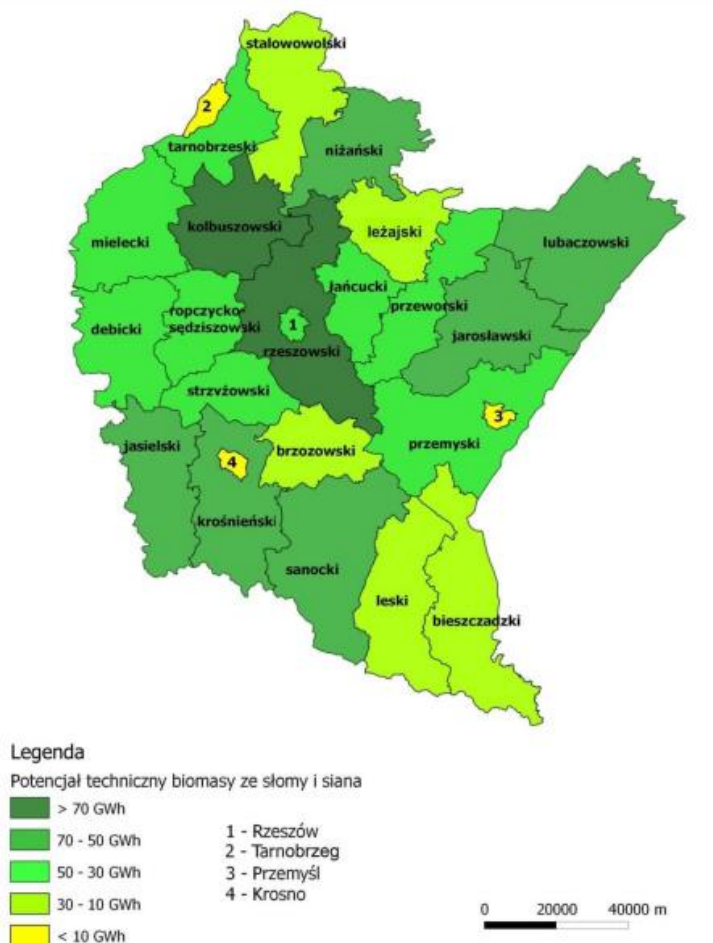 stalowowolski
2
tarnobrzeski
niżański
kolbuszowski
leżajski
mielecki
lubaczowski
łańcucki
ropczycko-
przeworski
debicki
sędziszowski
1
jarosławski
rzeszowski
strzyżowski
3
jasielski
brzozowski
przemyski
4
krośnieński
sanocki
leski
bieszczadzki
Legenda
Potencjał techniczny biomasy ze słomy i siana
> 70 GWh
70 - 50 GWh
50 - 30 GWh
30 - 10 GWh
< 10 GWh
1 - Rzeszów
2 - Tarnobrzeg
3 - Przemyśl
4 - Krosno
0 20000 40000 m